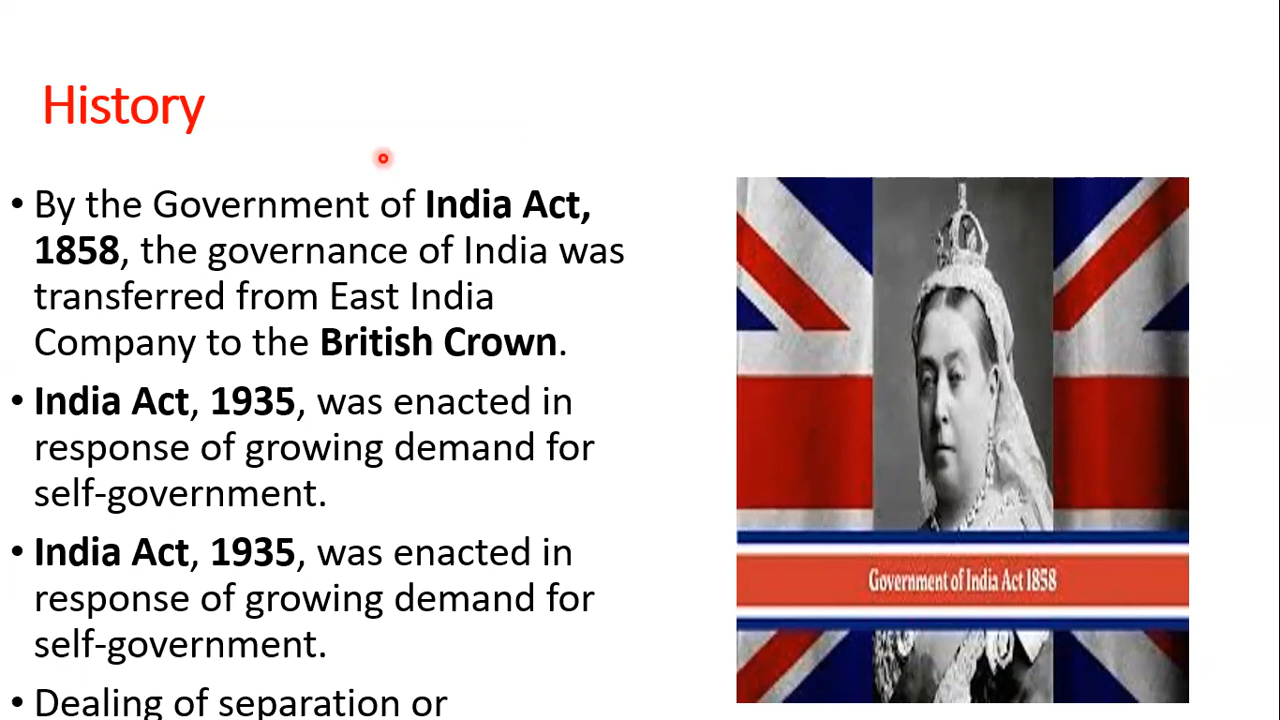 History
• By the Government of India Act,
1858, the governance of India was
transferred from East India
Company to the British Crown.
• India Act, 1935, was enacted in
response of growing demand for
self-government.
• India Act, 1935, was enacted in
response of growing demand for
self-government.
• Dealing of separation or
Government of India Act 1858